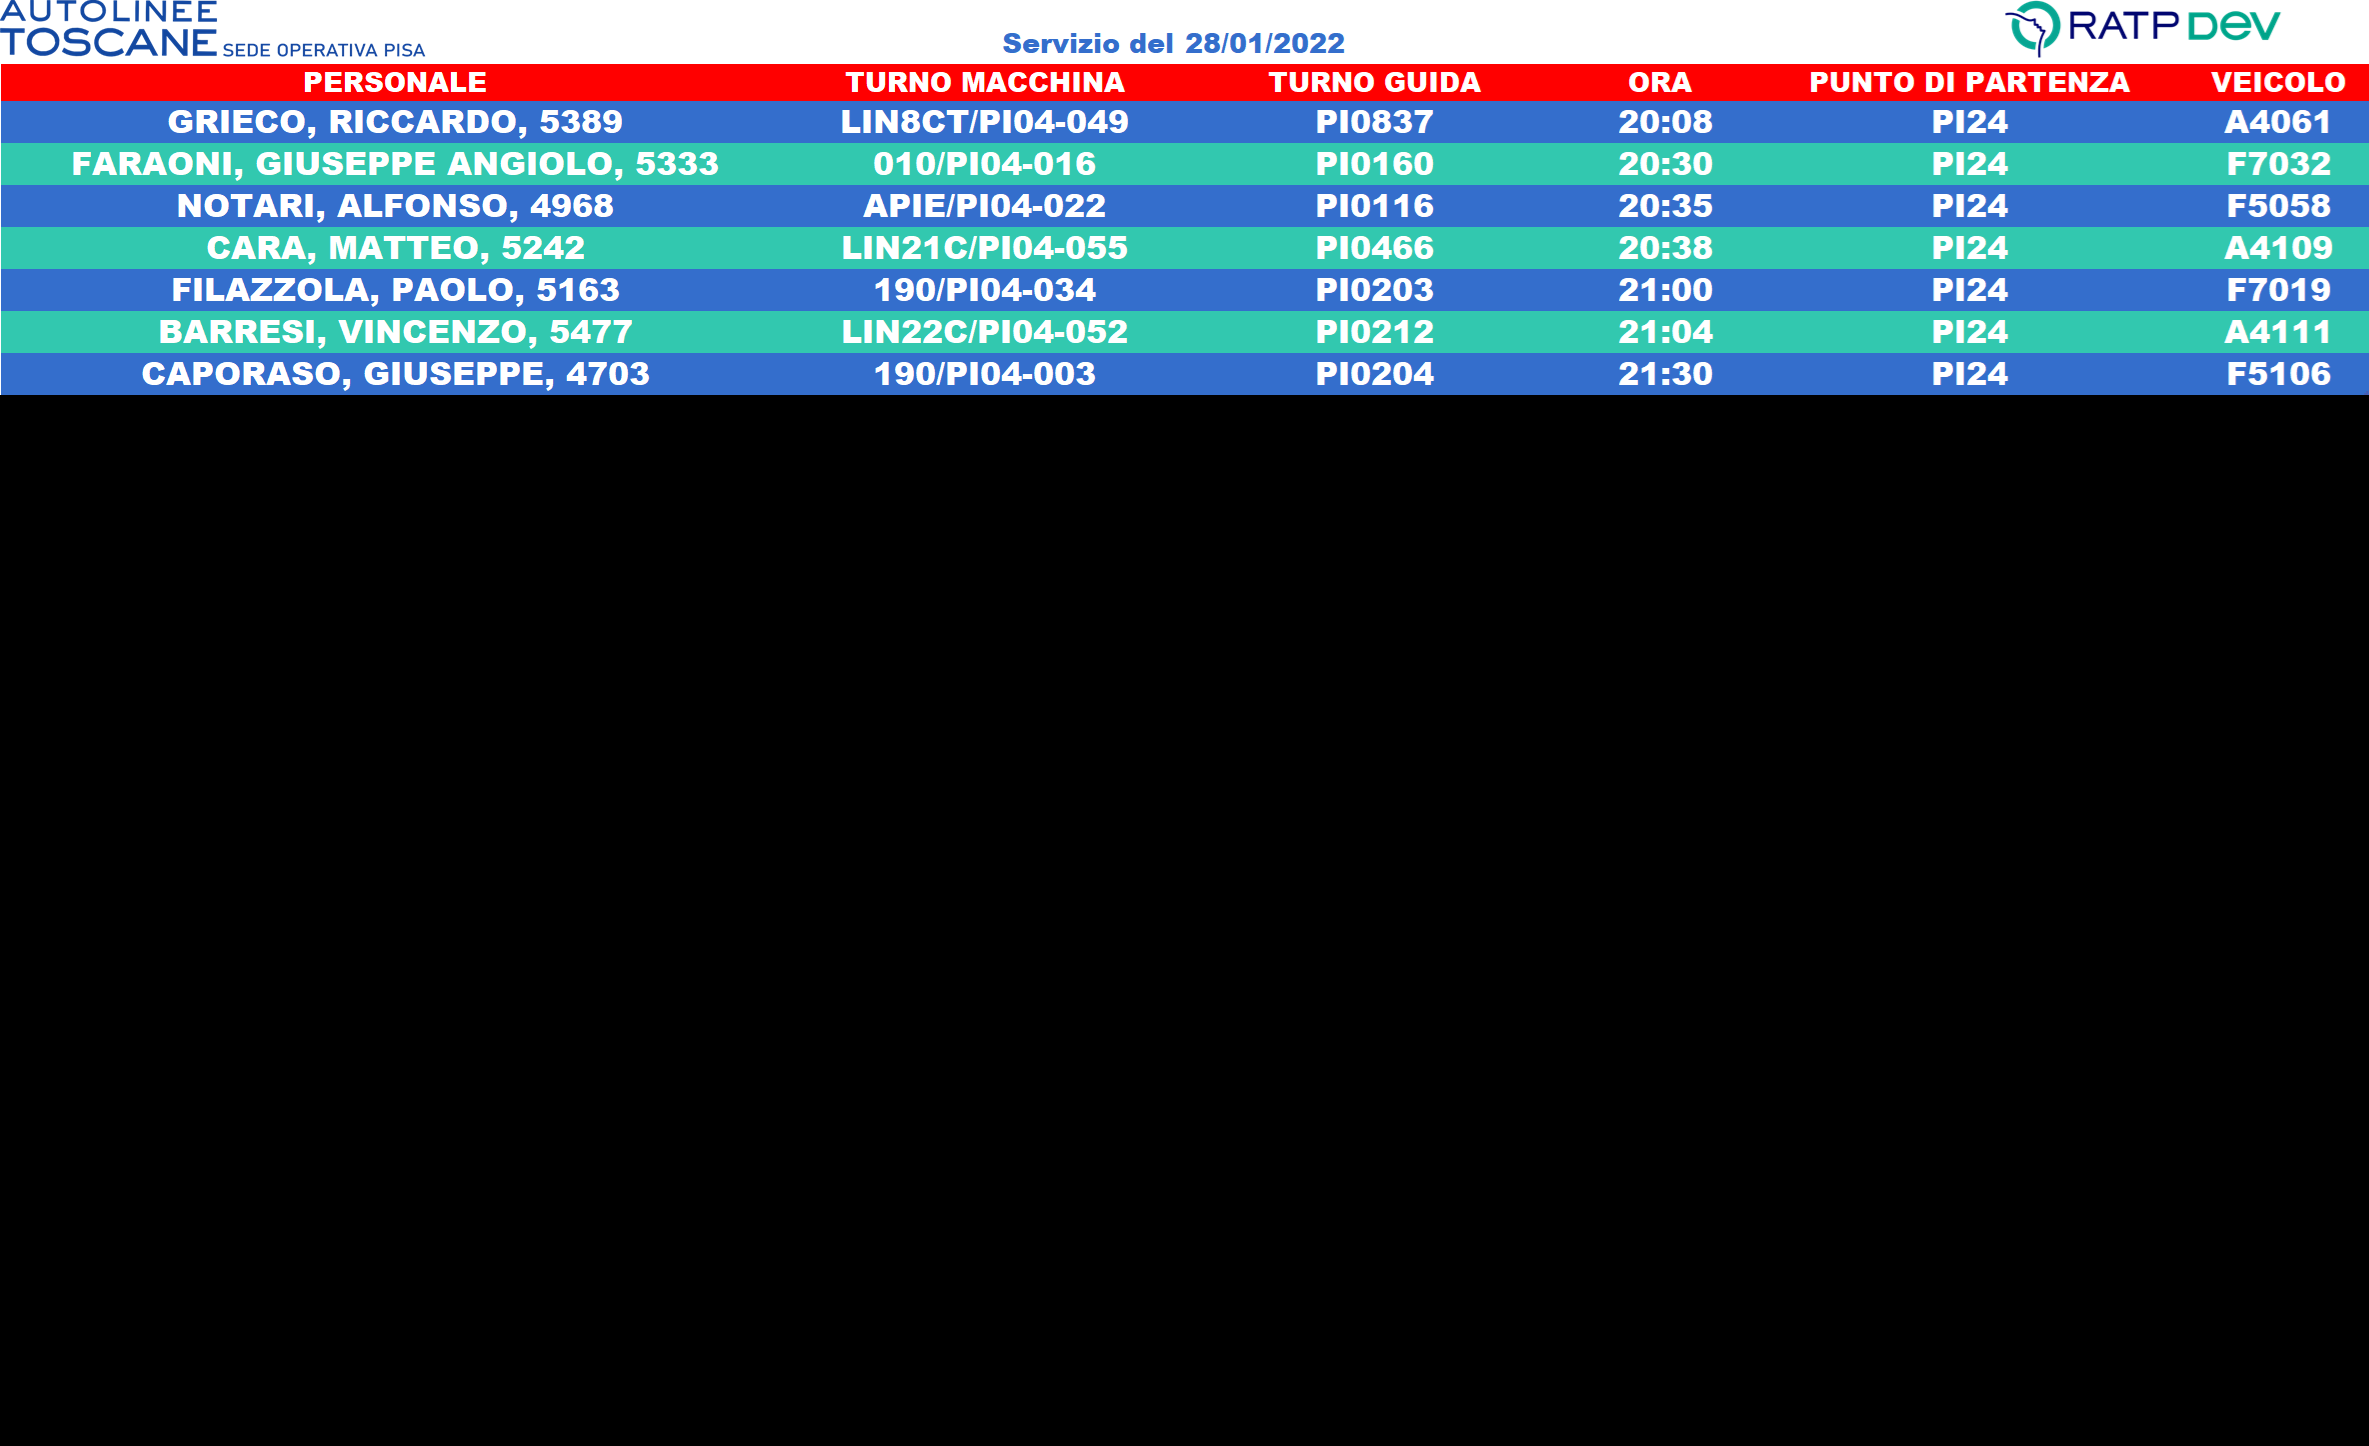 AUTOLINEE
TOSCANE SEDE OPERATIVA PISA
Servizio del 28/01/2022
RATP DEV
PERSONALE TURNO MACCHINA TURNO GUIDA ORA PUNTO DI PARTENZA VEICOLO
GRIECO, RICCARDO, 5389 LIN8CT/PI04-049 PI0837 20:08 PI24 A4061
FARAONI, GIUSEPPE ANGIOLO, 5333 010/PI04-016 PI0160 20:30 PI24 F7032
NOTARI, ALFONSO, 4968 APIE/PI04-022 PI0116 20:35 PI24 F5058
CARA, MATTEO, 5242 LIN21C/PI04-055 PI0466 20:38 PI24 A4109
FILAZZOLA, PAOLO, 5163 190/PI04-034 PI0203 21:00 PI24 F7019
BARRESI, VINCENZO, 5477 LIN22C/PI04-052 PI0212 21:04 PI24 A4111
CAPORASO, GIUSEPPE, 4703 190/PI04-003 PI0204 21:30 PI24 F5106